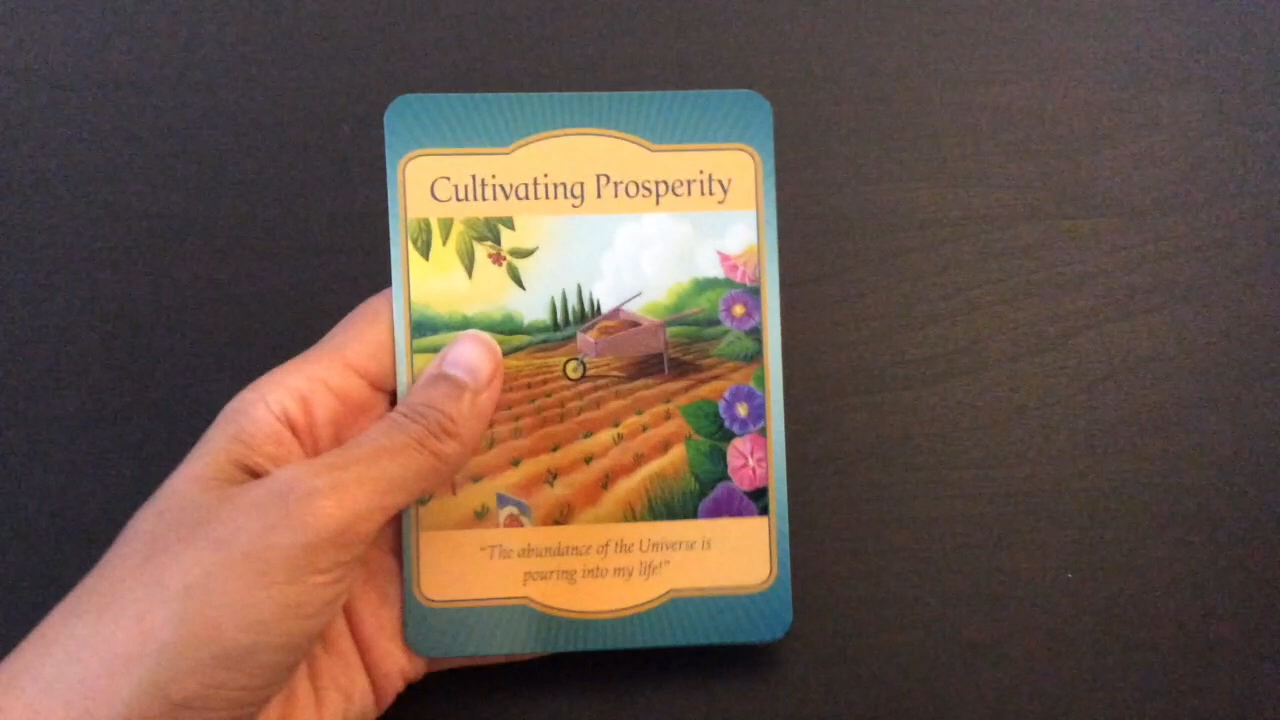 Cultivating Prosperity
"The abundance of the Universe is
pouring into my life!"